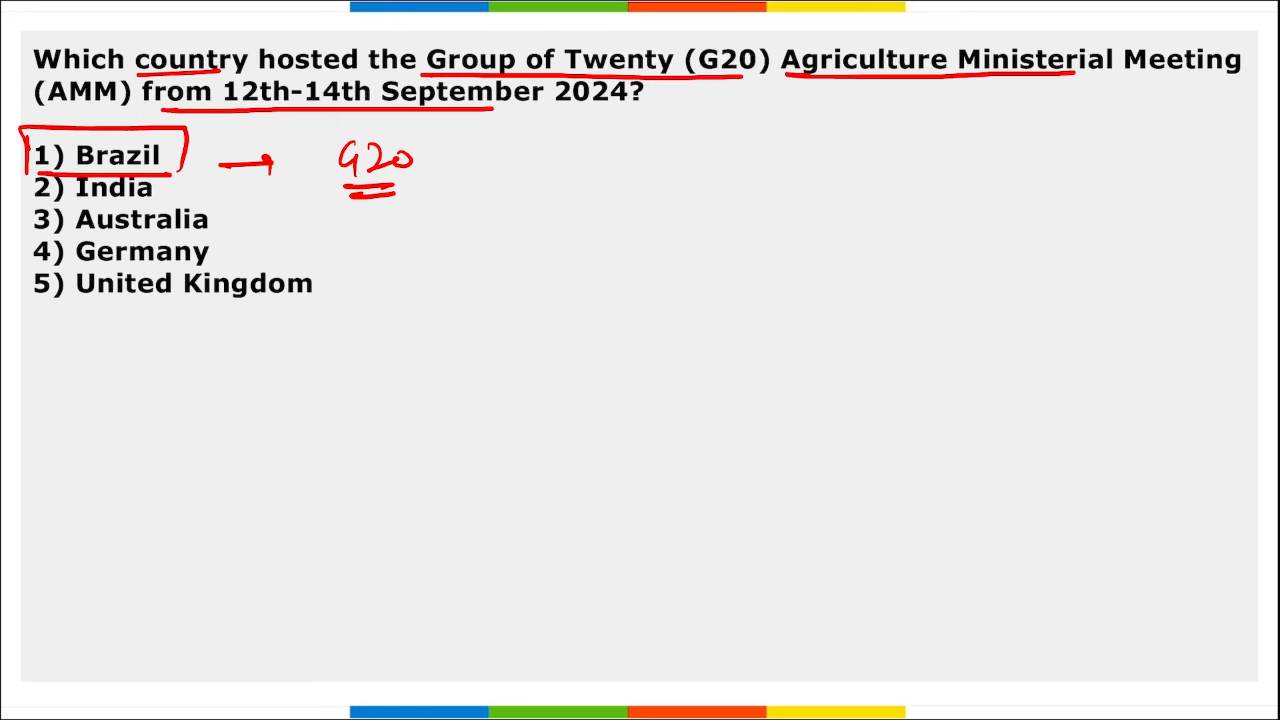 Which country hosted the Group of Twenty (G20) Agriculture Ministerial Meeting
(AMM) from 12th-14th September 2024?
1) Brazil → G20
2) India
3) Australia
4) Germany
5) United Kingdom